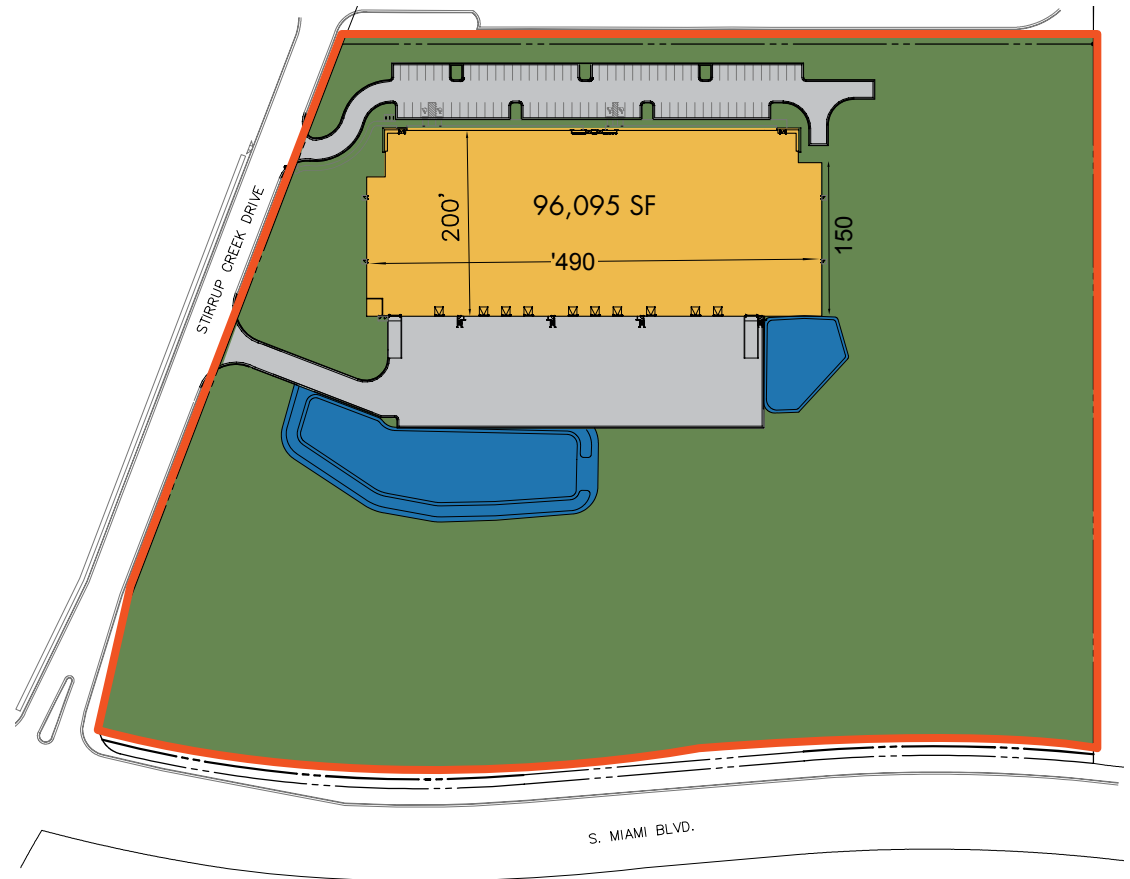 STIRRUP CREEK DRIVE
200'
96,095 SF
150
'490
S. MIAMI BLVD.